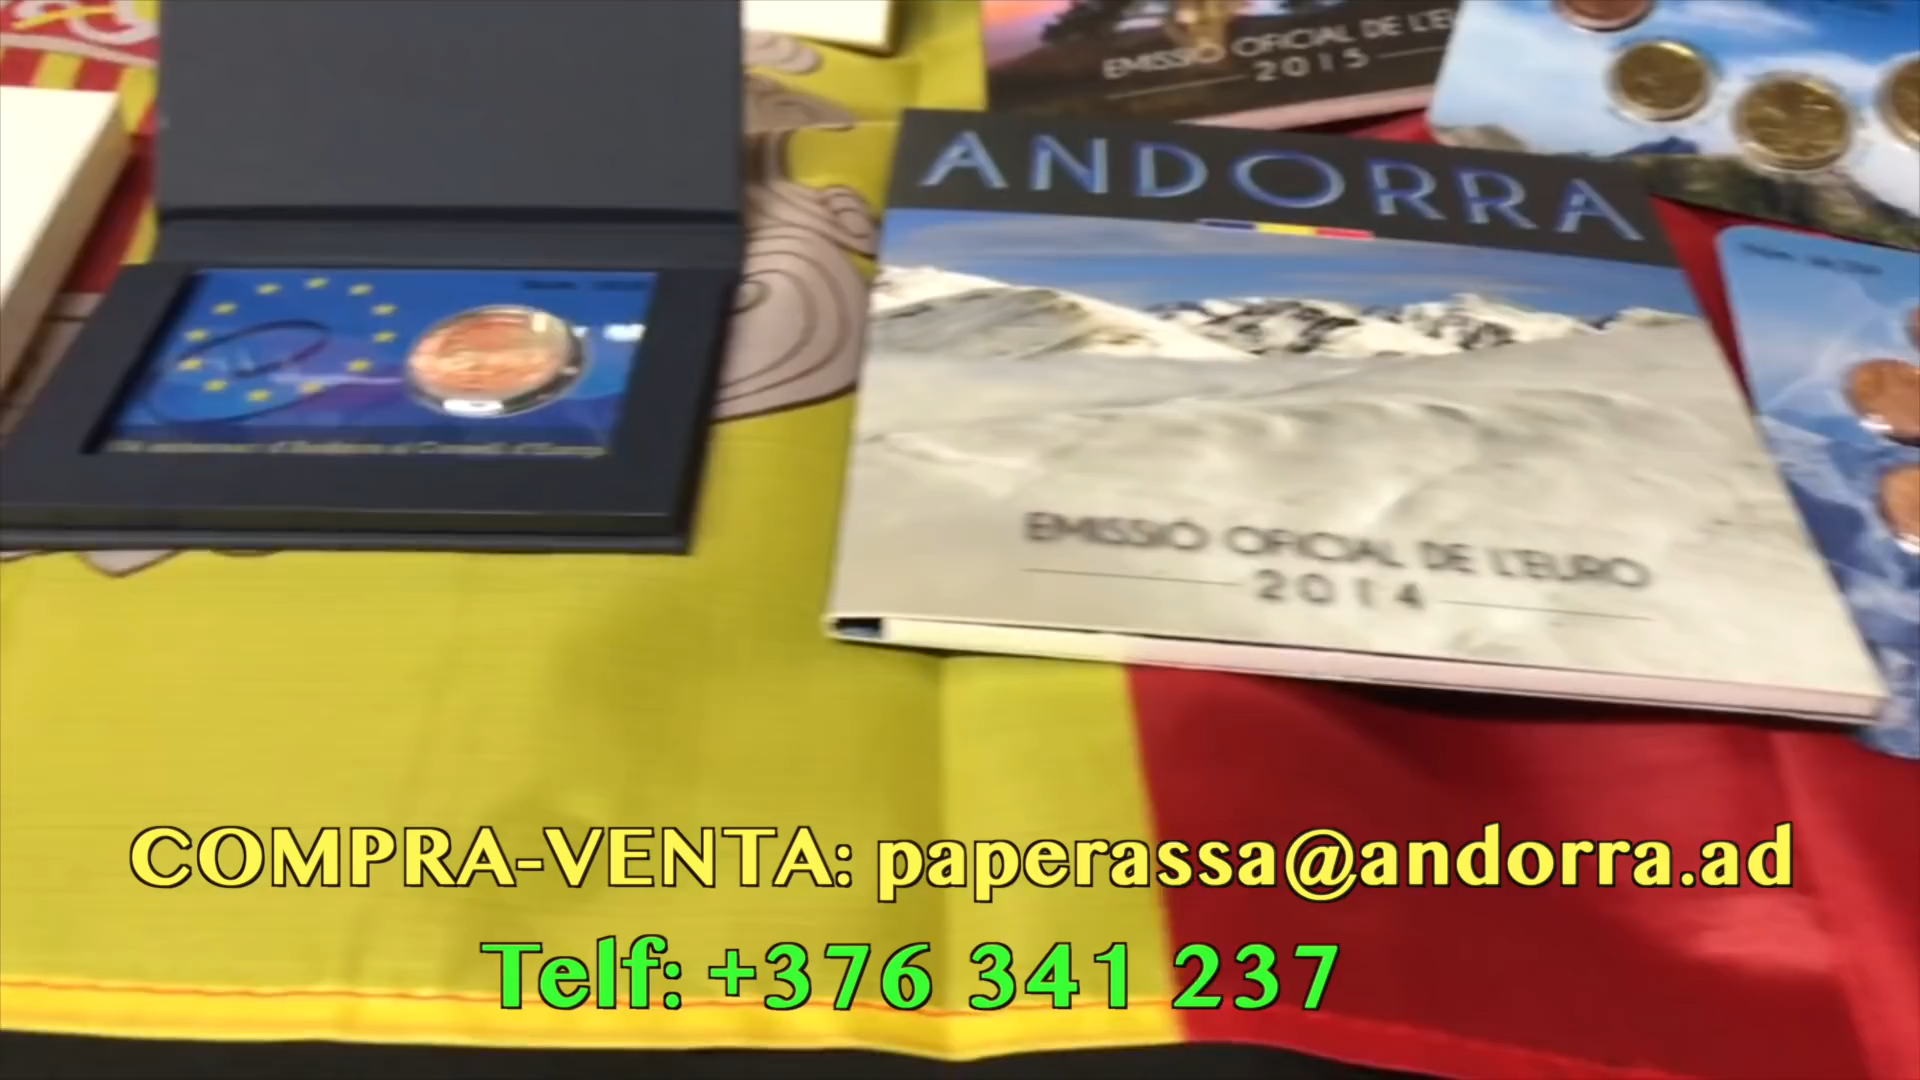 EMISSIÓ OFICIAL DE L'EU
2015
ANDORRA
EMISSIÓ OFICIAL DE L'EURO
2014
COMPRA-VENTA: paperassa@andorra.ad
Telf: +376 341 237